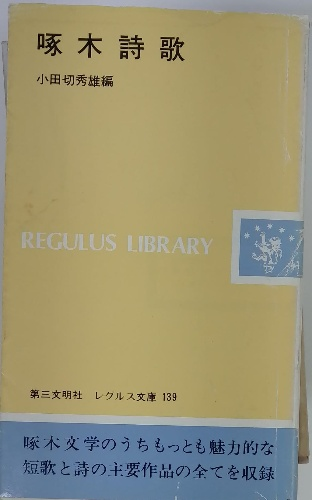 啄木詩歌
小田切秀雄編
REGULUS LIBRARY
第三文明社 レグルス文庫 139
啄木文学のうちもっとも魅力的な
短歌と詩の主要作品の全てを収録